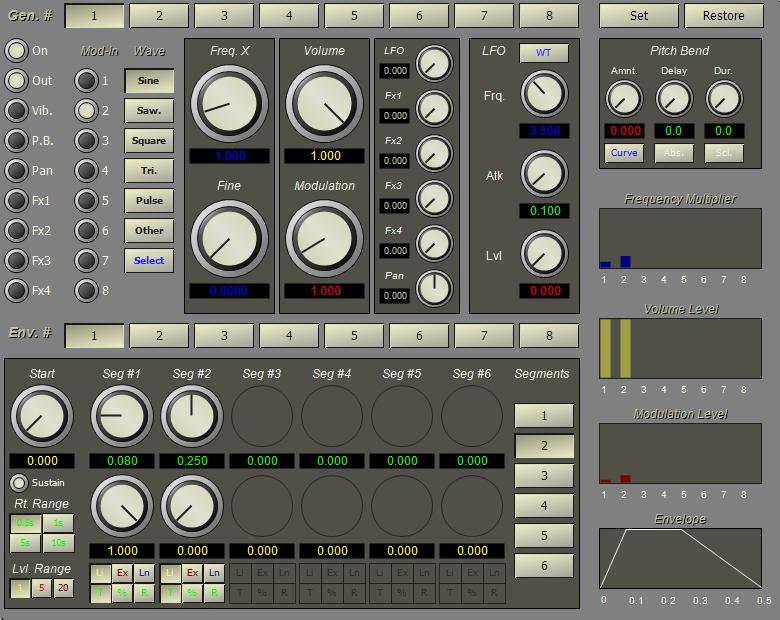 Gen. # 1 2 3 4 5 6 7 8 Set Restore
On Mod-In Wave Freq. X Volume LFO LFO WT Pitch Bend
Out 1 Sine 0.000 Amnt. Delay Dur.
Vib. 2 Saw. Fx1 0.000 Frq. 3.500
P.B. 3 Square 1.000 1.000 Fx2 0.000 0.000 0.0 0.0
Pan 4 Tri. Fine Modulation Fx3 0.000 Atk 0.100 Curve Abs. Scl.
Fx1 5 Pulse Fx4 0.000
Fx2 6 Other Pan 0.000 Lvl 0.000
Fx3 7 Select 0.0000 1.000
Fx4 8
Frequency Multiplier
1 2 3 4 5 6 7 8
Volume Level
1 2 3 4 5 6 7 8
Modulation Level
1 2 3 4 5 6 7 8
Envelope
0 0.1 0.2 0.3 0.4 0.5
Env. # 1 2 3 4 5 6 7 8
Start Seg #1 Seg #2 Seg #3 Seg #4 Seg #5 Seg #6 Segments
1
2
0.000 0.080 0.250 0.000 0.000 0.000 0.000
3
Sustain
4
Rt. Range
0.5s 1s
5
5s 10s
1.000 0.000 0.000 0.000 0.000 0.000
6
Lvl. Range Li Ex Ln Li Ex Ln Li Ex Ln Li Ex Ln Li Ex Ln Li Ex Ln
1 5 20 T % R T % R T % R T % R T % R T % R